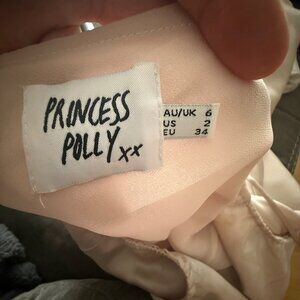 PRINCESS
POLLY xx
AU/UK 6
US 2
EU 34